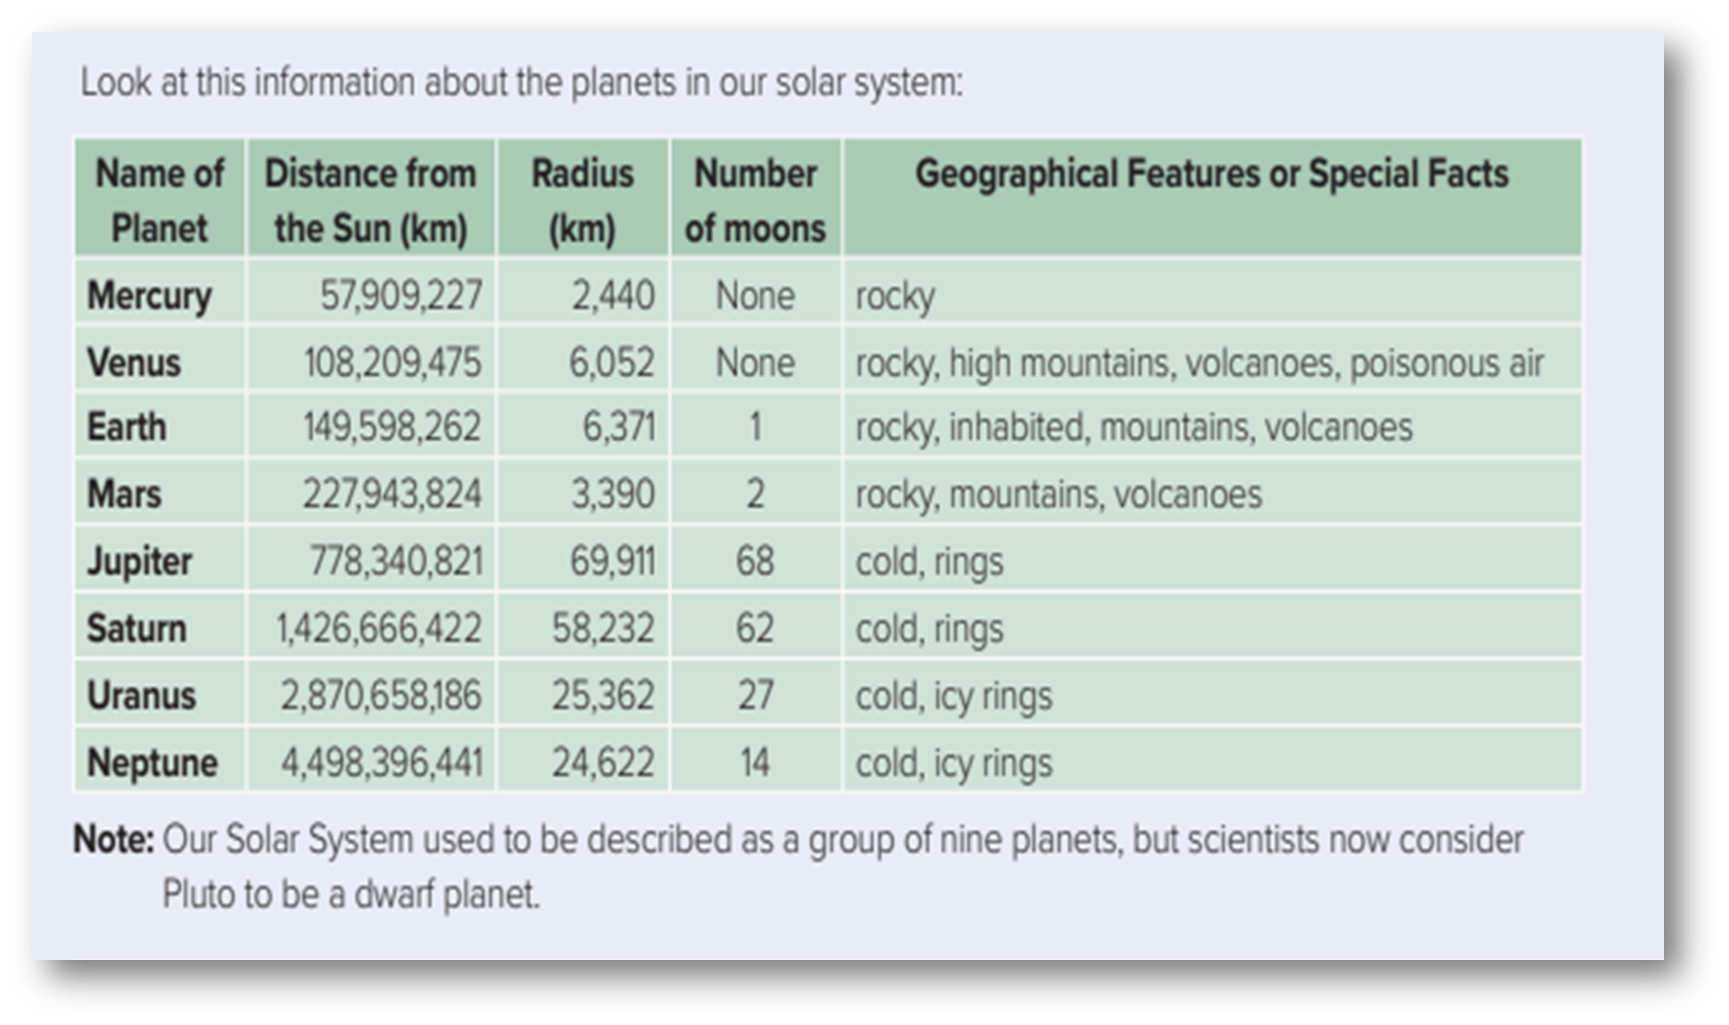 Look at this information about the planets in our solar system:
Name of Planet Distance from the Sun (km) Radius (km) Number of moons Geographical Features or Special Facts
Mercury 57,909,227 2,440 None rocky
Venus 108,209,475 6,052 None rocky, high mountains, volcanoes, poisonous air
Earth 149,598,262 6,371 1 rocky, inhabited, mountains, volcanoes
Mars 227,943,824 3,390 2 rocky, mountains, volcanoes
Jupiter 778,340,821 69,911 68 cold, rings
Saturn 1,426,666,422 58,232 62 cold, rings
Uranus 2,870,658,186 25,362 27 cold, icy rings
Neptune 4,498,396,441 24,622 14 cold, icy rings
Note: Our Solar System used to be described as a group of nine planets, but scientists now consider
Pluto to be a dwarf planet.